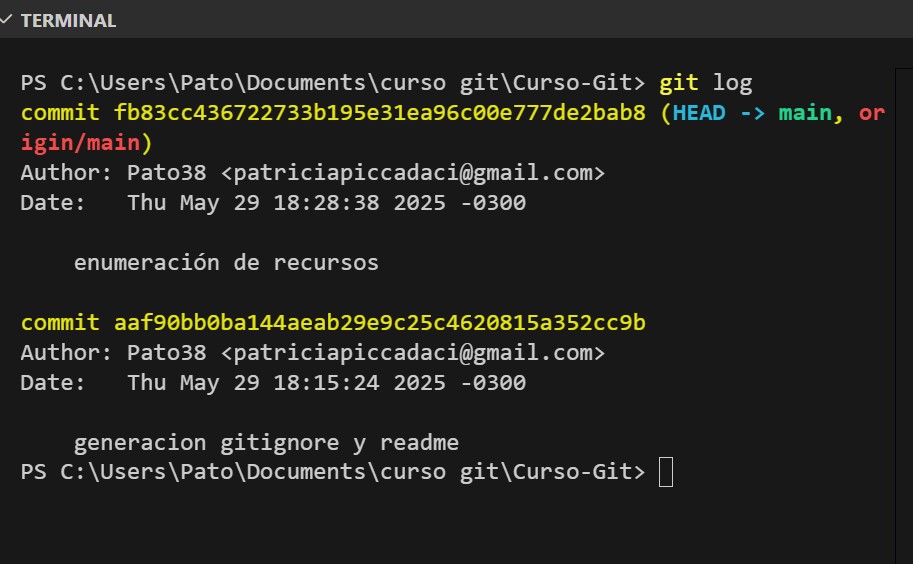 TERMINAL
PS C:\Users\Pato\Documents\curso git\Curso-Git> git log
commit fb83cc436722733b195e31ea96c00e777de2bab8 (HEAD -> main, or
igin/main)
Author: Pato38 <patriciapiccadaci@gmail.com>
Date:   Thu May 29 18:28:38 2025 -0300
    enumeración de recursos
commit aaf90bb0ba144aeab29e9c25c4620815a352cc9b
Author: Pato38 <patriciapiccadaci@gmail.com>
Date:   Thu May 29 18:15:24 2025 -0300
    generacion gitignore y readme
PS C:\Users\Pato\Documents\curso git\Curso-Git>